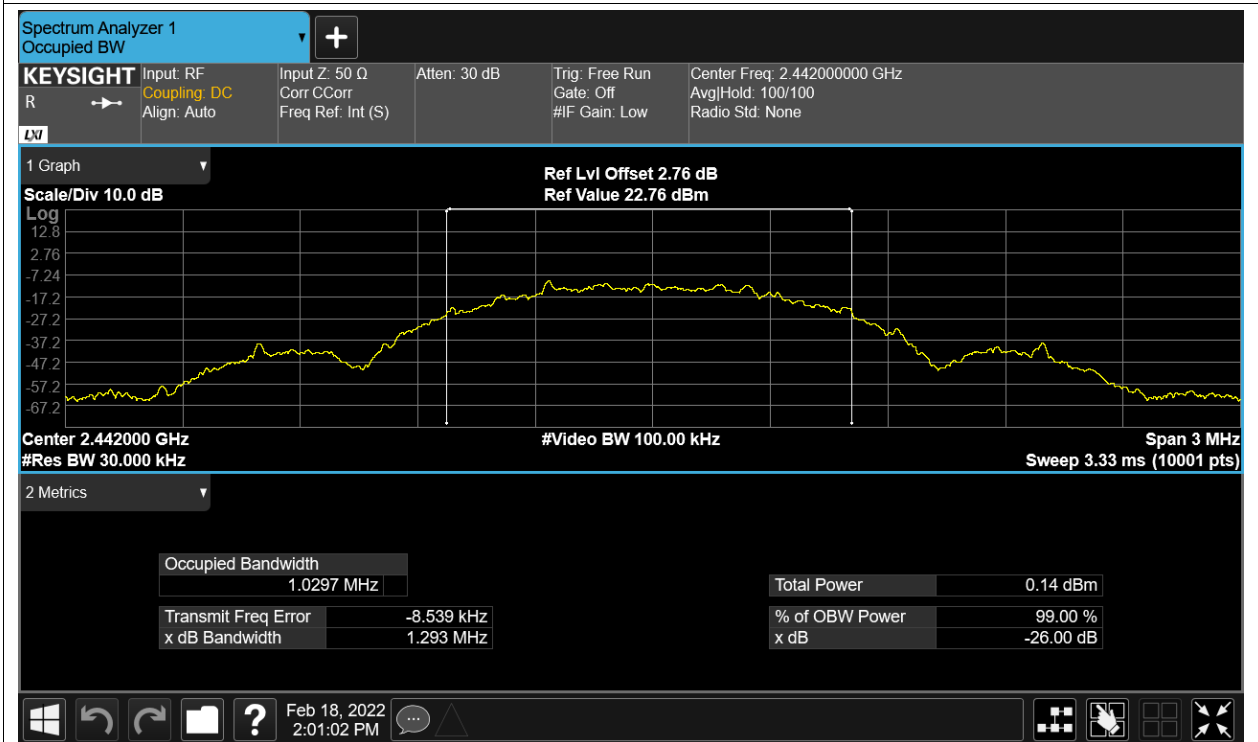 Spectrum Analyzer 1
Occupied BW
KEYSIGHT
R
LXI
Input: RF
Coupling: DC
Align: Auto
Input Z: 50 Ω
Corr CCorr
Freq Ref: Int (S)
Atten: 30 dB
Trig: Free Run
Gate: Off
#IF Gain: Low
Center Freq: 2.442000000 GHz
Avg|Hold: 100/100
Radio Std: None
1 Graph
Scale/Div 10.0 dB
Ref Lvl Offset 2.76 dB
Ref Value 22.76 dBm
Log
12.8
2.76
-7.24
-17.2
-27.2
-37.2
-47.2
-57.2
-67.2
Center 2.442000 GHz
#Res BW 30.000 kHz
#Video BW 100.00 kHz
Span 3 MHz
Sweep 3.33 ms (10001 pts)
2 Metrics
Occupied Bandwidth
1.0297 MHz
Transmit Freq Error -8.539 kHz
x dB Bandwidth 1.293 MHz
Total Power 0.14 dBm
% of OBW Power 99.00 %
x dB -26.00 dB
?
Feb 18, 2022
2:01:02 PM